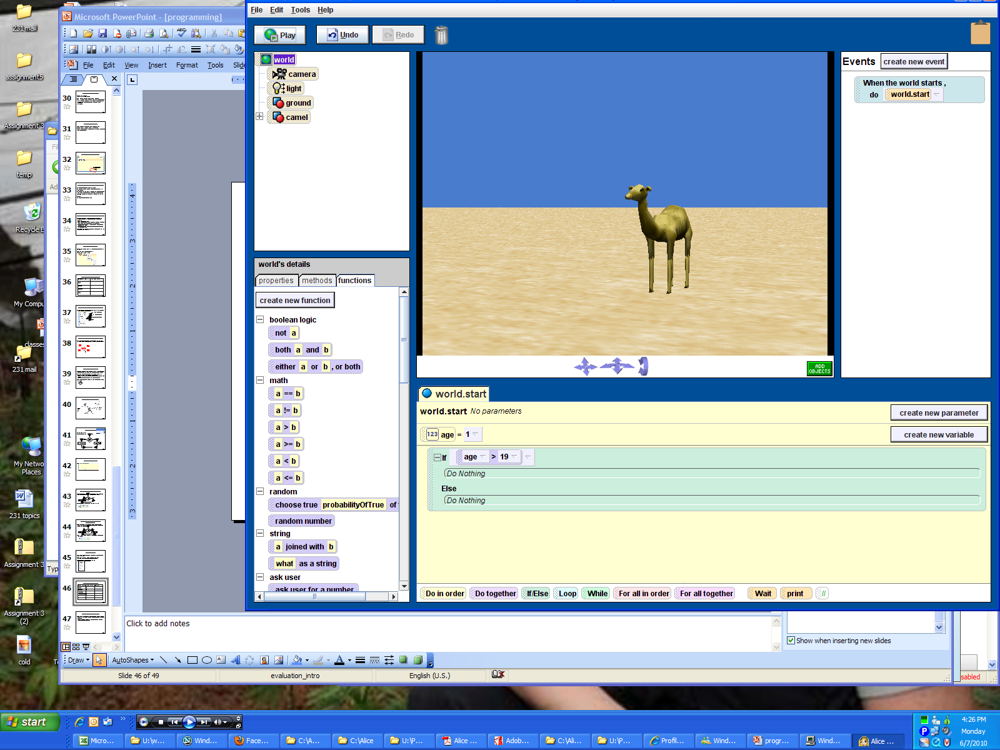 231 mail
assignment5
Assignment 3
temp
Recycle B
My Compu
classes
231 mail
My Netwo
Places
231 topics
Assignment 3
Assignment 3
(2)
cold
Microsoft PowerPoint - [programming]
File Edit View Insert Format Tools Slid
30
31
32
33
34
35
36
37
38
39
40
41
42
43
44
45
46
47
Ad
Typ
File Edit Tools Help
Play
Undo
Redo
world
camera
light
ground
camel
world's details
properties methods functions
create new function
boolean logic
not a
both a and b
either a or b , or both
math
a == b
a != b
a > b
a >= b
a < b
a <= b
random
choose true probabilityOfTrue of
random number
string
a joined with b
what as a string
ask user
ask user for a number
ADD
OBJECTS
Events create new event
When the world starts ,
do world.start
world.start
world.start No parameters
create new parameter
123 age = 1
create new variable
If age > 19
Do Nothing
Else
Do Nothing
Do in order Do together If/Else Loop While For all in order For all together Wait print //
Click to add notes
Show when inserting new slides
Draw AutoShapes
Slide 46 of 49 evaluation_intro English (U.S.)
sabled
start
Micro... U:\w... Wind... Face... C:\A... C:\Alice U:\P... Alice ... Adob... C:\Ali... U:\P... Profil... Wind... progr... Wind... Alice ...
4:26 PM
Monday
6/7/2010